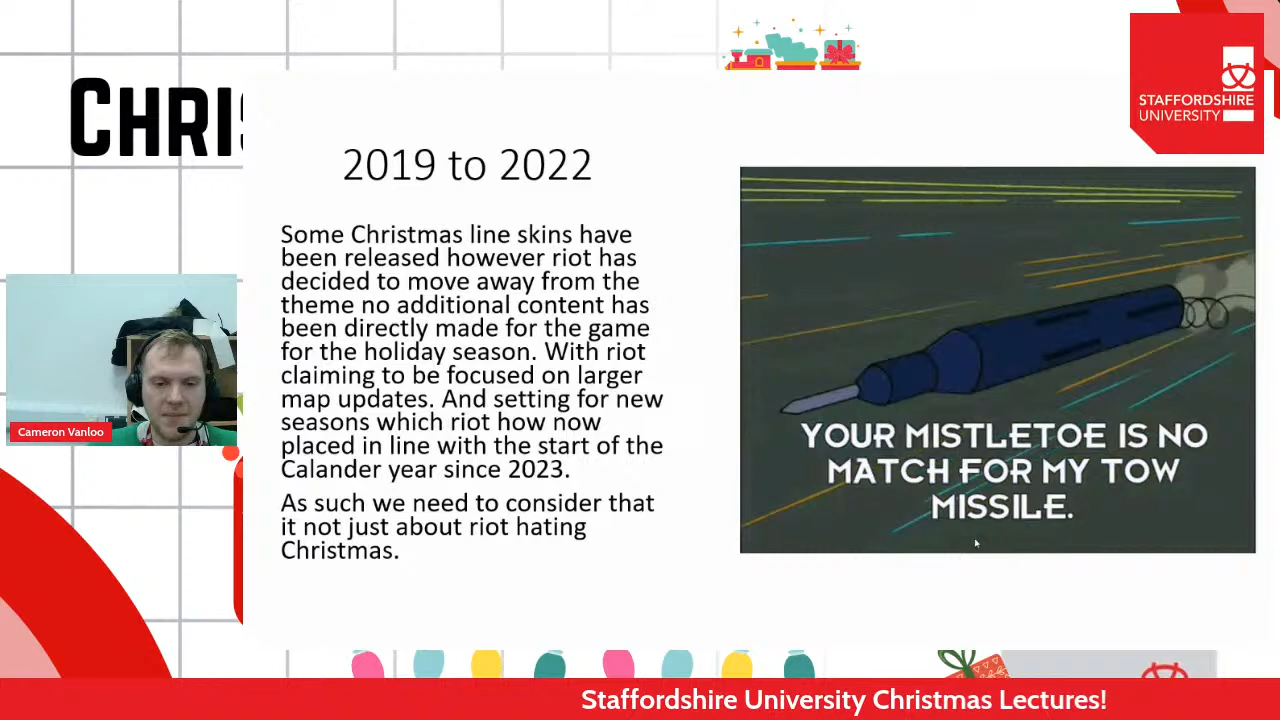 CHRIS
STAFFORDSHIRE
UNIVERSITY
2019 to 2022
Some Christmas line skins have
been released however riot has
decided to move away from the
theme no additional content has
been directly made for the game
for the holiday season. With riot
claiming to be focused on larger
map updates. And setting for new
seasons which riot how now
placed in line with the start of the
Calander year since 2023.
As such we need to consider that
it not just about riot hating
Christmas.
YOUR MISTLETOE IS NO
MATCH FOR MY TOW
MISSILE.
Cameron Vanloo
Staffordshire University Christmas Lectures!